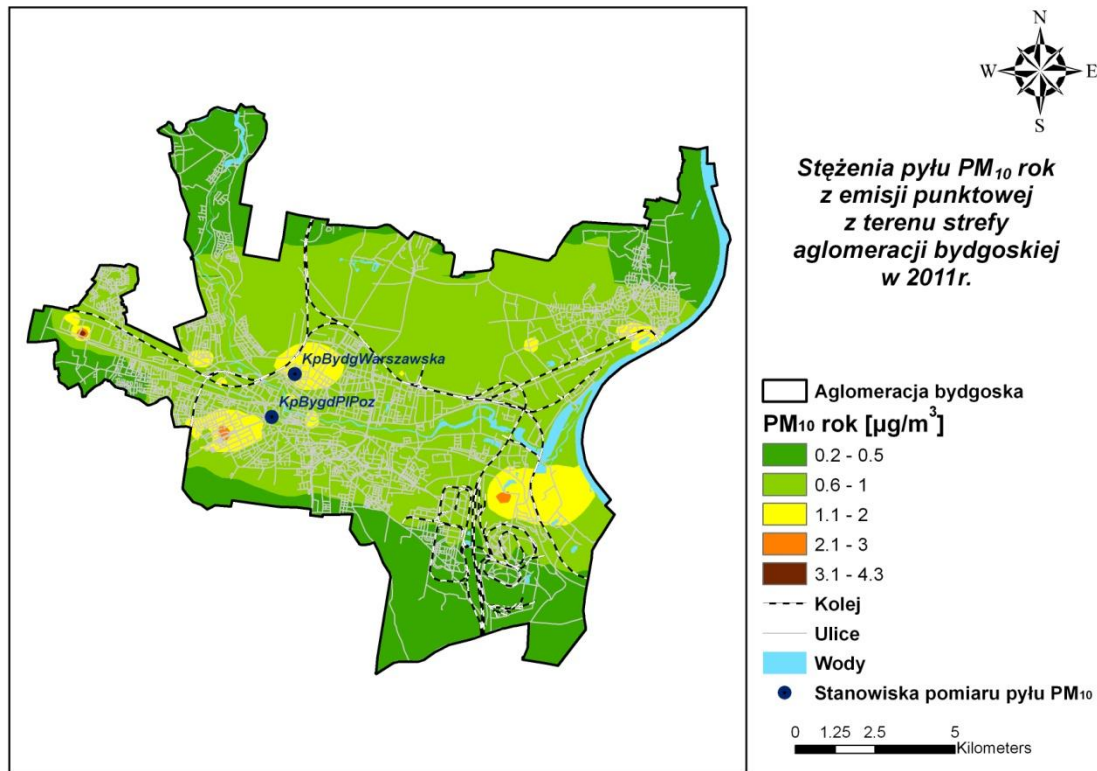 N
W E
S
Stężenia pyłu PM10 rok
z emisji punktowej
z terenu strefy
aglomeracji bydgoskiej
w 2011r.
KpBydgWarszawska
KpBygdPlPoz
Aglomeracja bydgoska
PM10 rok [µg/m3]
0.2 - 0.5
0.6 - 1
1.1 - 2
2.1 - 3
3.1 - 4.3
Kolej
Ulice
Wody
Stanowiska pomiaru pyłu PM10
0 1.25 2.5 5
Kilometers